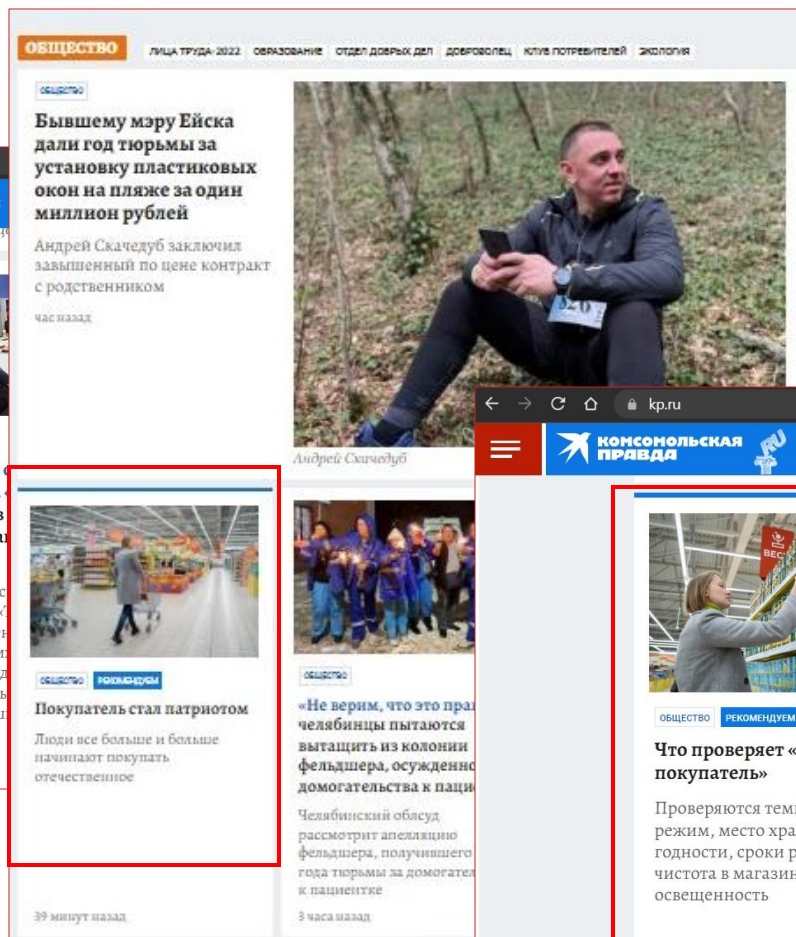 ОБЩЕСТВО
ЛИЦА ТРУДА-2022 ОБРАЗОВАНИЕ ОТДЕЛ ДОБРЫХ ДЕЛ ДОБРОВОЛЕЦ КЛУБ ПОТРЕБИТЕЛЕЙ ЭКОЛОГИЯ
ОБЩЕСТВО
Бывшему мэру Ейска
дали год тюрьмы за
установку пластиковых
окон на пляже за один
миллион рублей
Андрей Скачедуб заключил
завышенный по цене контракт
с родственником
час назад
Андрей Скачедуб
ОБЩЕСТВО РЕКОМЕНДУЕМ
Покупатель стал патриотом
Люди все больше и больше
начинают покупать
отечественное
39 минут назад
ОБЩЕСТВО
«Не верим, что это прав
челябинцы пытаются
вытащить из колонии
фельдшера, осужденно
домогательства к паци
Челябинский облсуд
рассмотрит апелляцию
фельдшера, получившего
года тюрьмы за домогател
к пациентке
3 часа назад
kp.ru
КОМСОМОЛЬСКАЯ
ПРАВДА
RU
ВЕС
ОБЩЕСТВО РЕКОМЕНДУЕМ
Что проверяет «
покупатель»
Проверяются темп
режим, место хра
годности, сроки р
чистота в магазин
освещенность